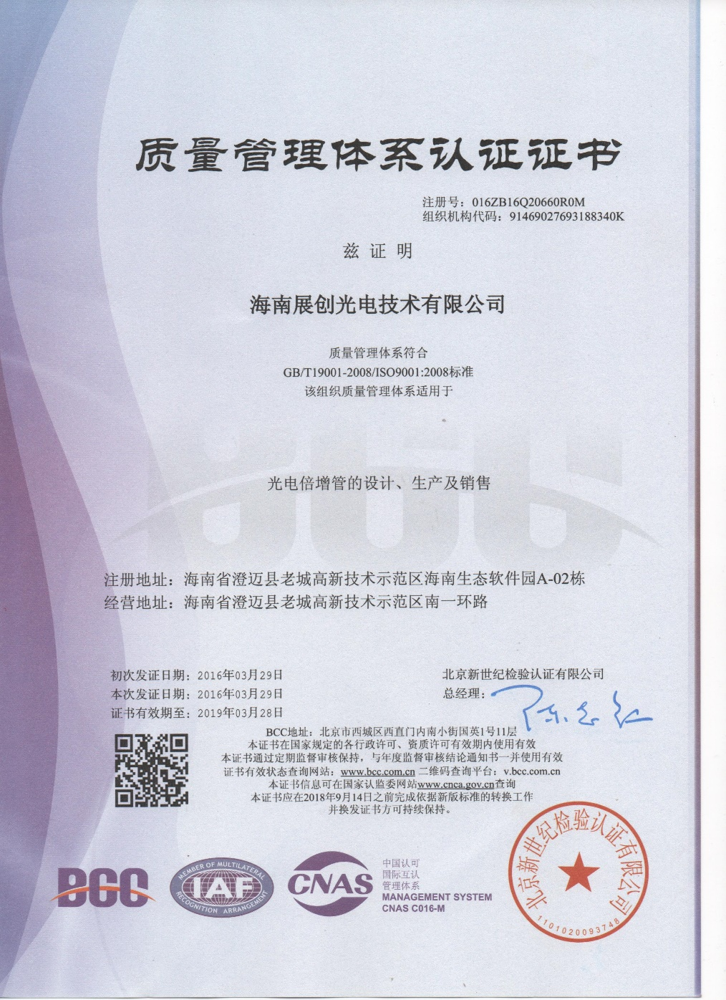 质量管理体系认证证书
注册号：016ZB16Q20660R0M
组织机构代码：91469027693188340K
兹 证 明
海南展创光电技术有限公司
质量管理体系符合
GB/T19001-2008/ISO9001:2008标准
该组织质量管理体系适用于
光电倍增管的设计、生产及销售
注册地址：海南省澄迈县老城高新技术示范区海南生态软件园A-02栋
经营地址：海南省澄迈县老城高新技术示范区南一环路
初次发证日期：2016年03月29日
本次发证日期：2016年03月29日
证书有效期至：2019年03月28日
北京新世纪检验认证有限公司
总经理：
BCC地址：北京市西城区西直门内南小街国英1号11层
本证书在国家规定的各行政许可、资质许可有效期内使用有效
本证书通过定期监督审核保持，与年度监督审核结论通知书一并使用有效
证书有效状态查询网站：www.bcc.com.cn 二维码查询平台：v.bcc.com.cn
本证书信息可在国家认监委网站www.cnca.gov.cn查询
本证书应在2018年9月14日之前完成依据新版标准的转换工作
并换发证书方可持续保持。
BCC
MEMBER OF MULTILATERAL
IAF
RECOGNITION ARRANGEMENT
CNAS
中国认可
国际互认
管理体系
MANAGEMENT SYSTEM
CNAS C016-M
北京新世纪检验认证有限公司
1101020093748